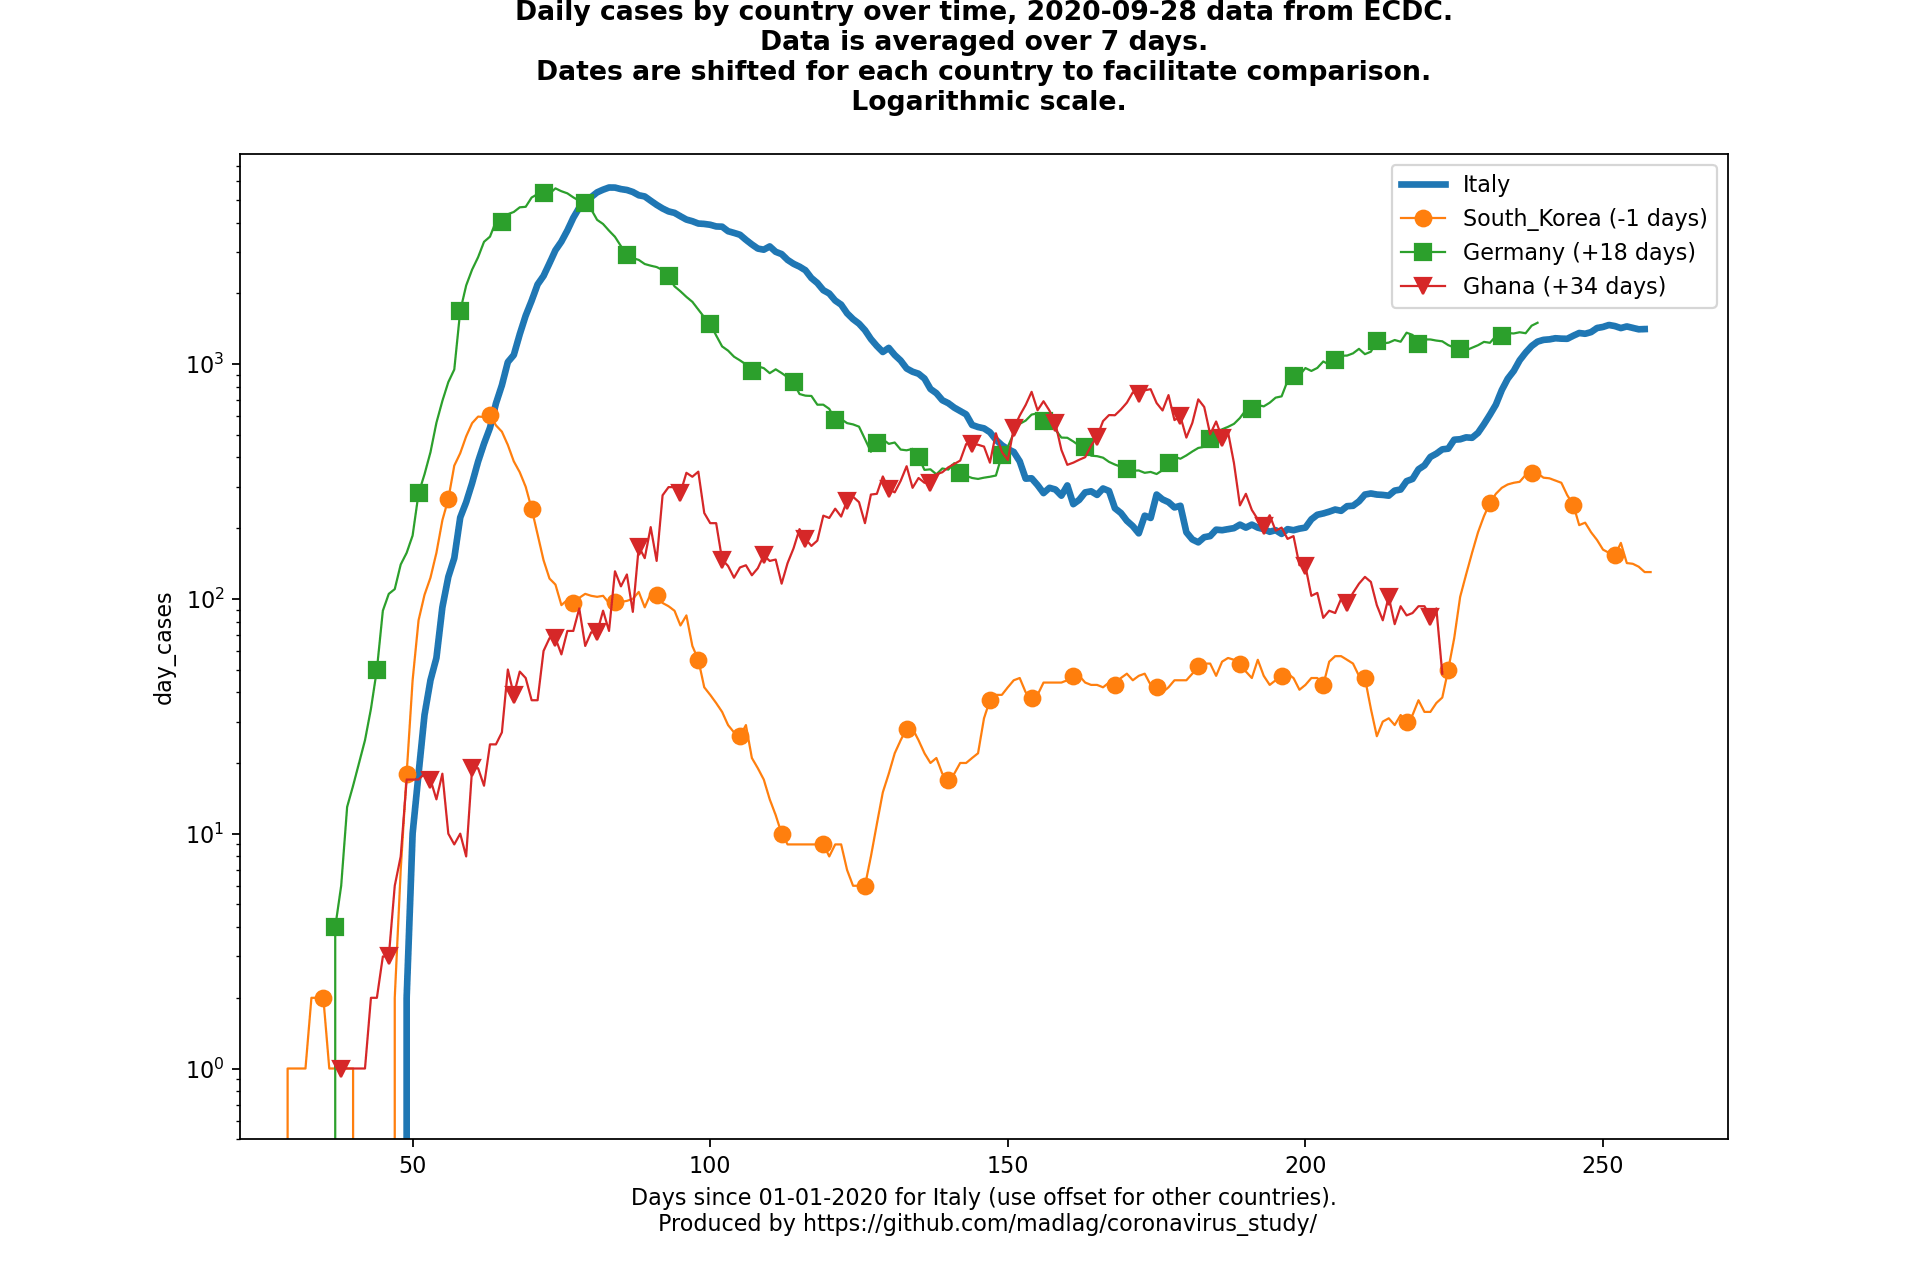 Daily cases by country over time, 2020-09-28 data from ECDC.
Data is averaged over 7 days.
Dates are shifted for each country to facilitate comparison.
Logarithmic scale.
Italy
South_Korea (-1 days)
Germany (+18 days)
Ghana (+34 days)
day_cases
10³
10²
10¹
10⁰
50 100 150 200 250
Days since 01-01-2020 for Italy (use offset for other countries).
Produced by https://github.com/madlag/coronavirus_study/